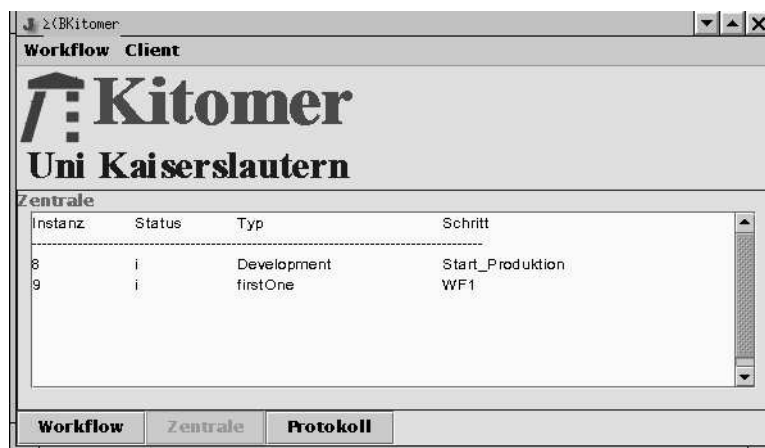 Σ(BKitomer
Workflow Client
Kitomer
Uni Kaiserslautern
Zentrale
Instanz Status Typ Schritt
--------------------------------------------------------------------------------
8 i Development Start_Produktion
9 i firstOne WF1
Workflow Zentrale Protokoll